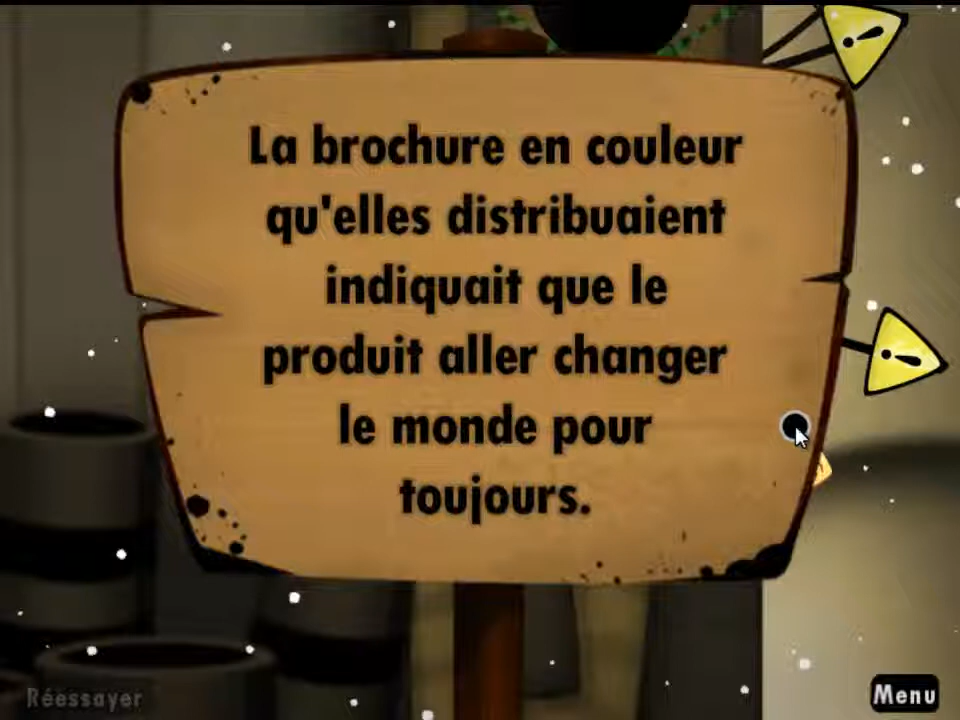 La brochure en couleur
qu'elles distribuaient
indiquait que le
produit aller changer
le monde pour
toujours.
Réessayer
Menu